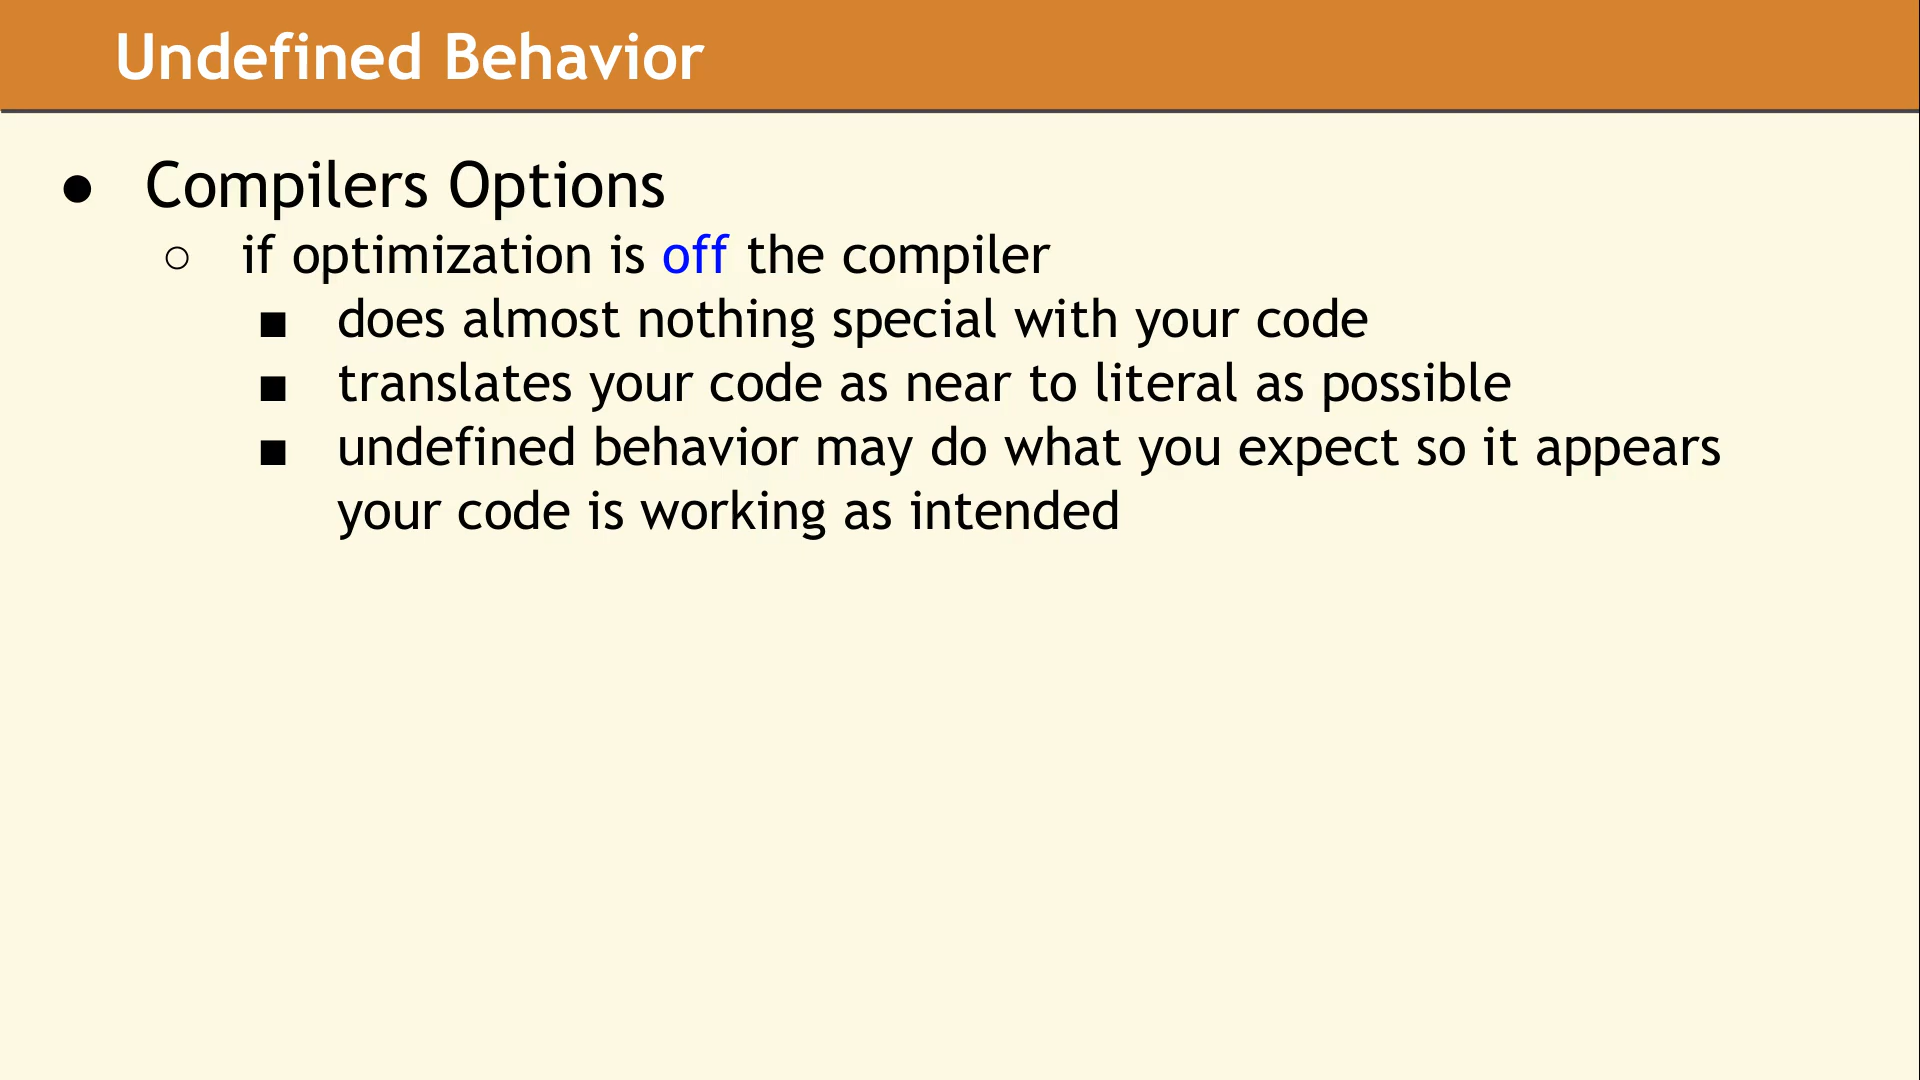 Undefined Behavior
● Compilers Options
○ if optimization is off the compiler
■ does almost nothing special with your code
■ translates your code as near to literal as possible
■ undefined behavior may do what you expect so it appears
your code is working as intended